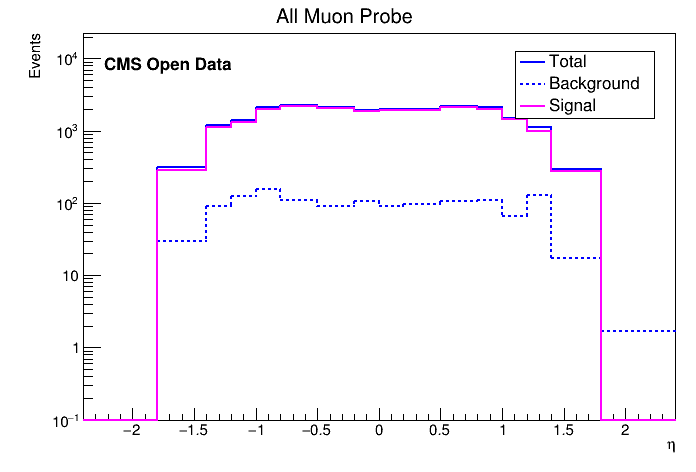 All Muon Probe
Events
CMS Open Data
Total
Background
Signal
10⁴
10³
10²
10
1
10⁻¹
−2 −1.5 −1 −0.5 0 0.5 1 1.5 2
η